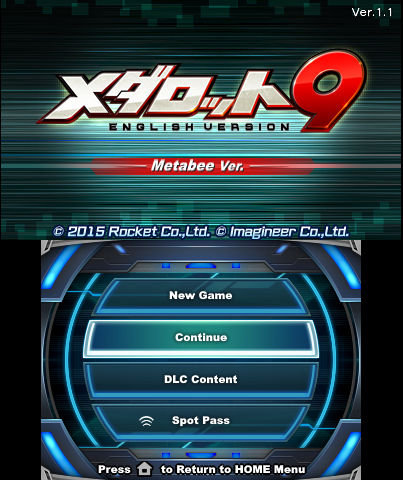 Ver.1.1
メダロット9
ENGLISH VERSION
Metabee Ver.
© 2015 Rocket Co.,Ltd. © Imagineer Co.,Ltd.
New Game
Continue
DLC Content
Spot Pass
Press to Return to HOME Menu